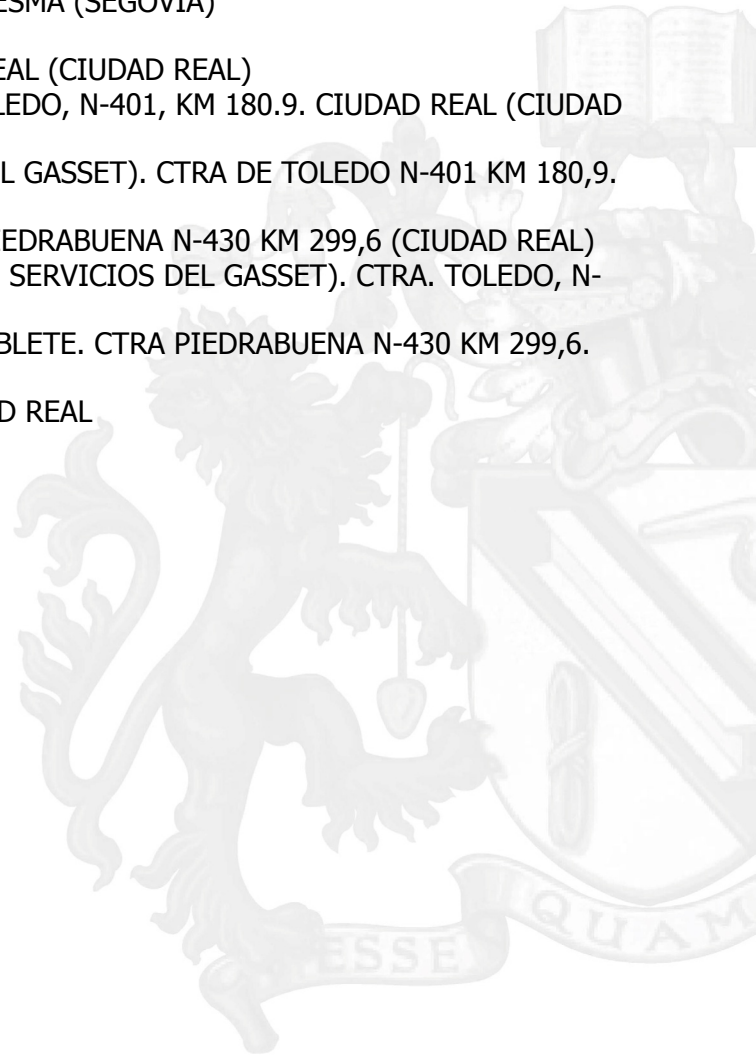 ESMA (SEGOVIA)
EAL (CIUDAD REAL)
LEDO, N-401, KM 180.9. CIUDAD REAL (CIUDAD
L GASSET). CTRA DE TOLEDO N-401 KM 180,9.
IEDRABUENA N-430 KM 299,6 (CIUDAD REAL)
SERVICIOS DEL GASSET). CTRA. TOLEDO, N-
BLETE. CTRA PIEDRABUENA N-430 KM 299,6.
D REAL
ESSE QUAM